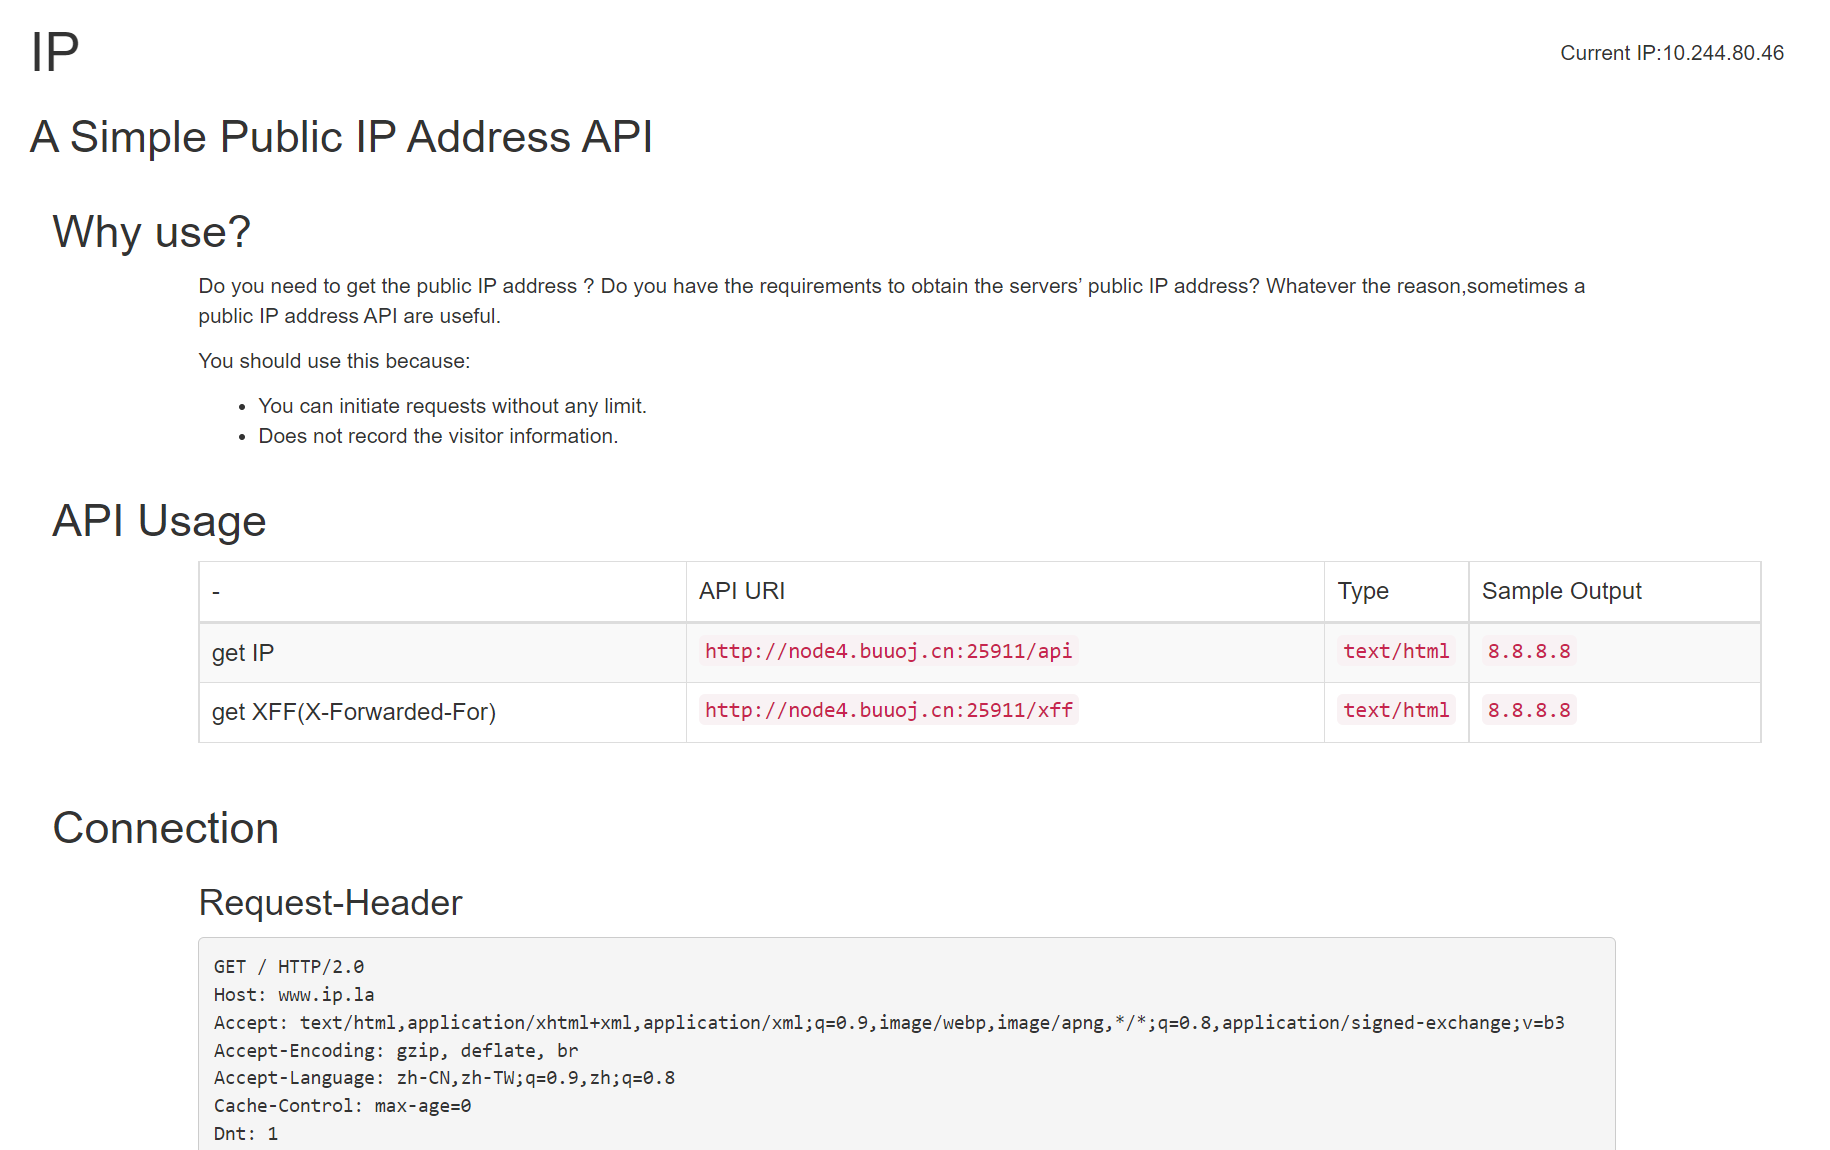 IP
Current IP:10.244.80.46
A Simple Public IP Address API
Why use?
Do you need to get the public IP address ? Do you have the requirements to obtain the servers’ public IP address? Whatever the reason,sometimes a
public IP address API are useful.
You should use this because:
• You can initiate requests without any limit.
• Does not record the visitor information.
API Usage
- API URI Type Sample Output
get IP http://node4.buuoj.cn:25911/api text/html 8.8.8.8
get XFF(X-Forwarded-For) http://node4.buuoj.cn:25911/xff text/html 8.8.8.8
Connection
Request-Header
GET / HTTP/2.0
Host: www.ip.la
Accept: text/html,application/xhtml+xml,application/xml;q=0.9,image/webp,image/apng,*/*;q=0.8,application/signed-exchange;v=b3
Accept-Encoding: gzip, deflate, br
Accept-Language: zh-CN,zh-TW;q=0.9,zh;q=0.8
Cache-Control: max-age=0
Dnt: 1